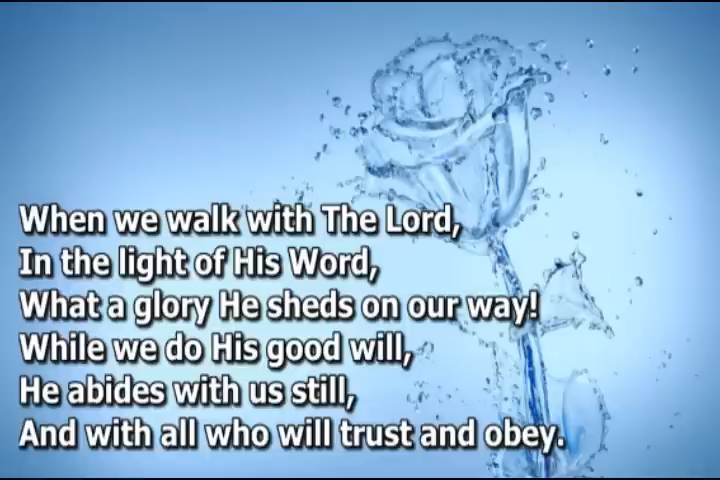 When we walk with The Lord,
In the light of His Word,
What a glory He sheds on our way!
While we do His good will,
He abides with us still,
And with all who will trust and obey.